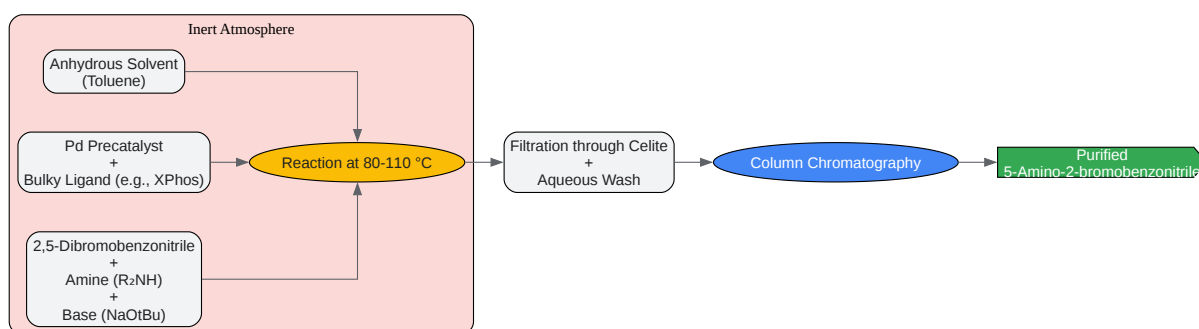 Inert Atmosphere
Anhydrous Solvent
(Toluene)
Pd Precatalyst
+
Bulky Ligand (e.g., XPhos)
2,5-Dibromobenzonitrile
+
Amine (R₂NH)
+
Base (NaOtBu)
Reaction at 80-110 °C
Filtration through Celite
+
Aqueous Wash
Column Chromatography
Purified
5-Amino-2-bromobenzonitrile